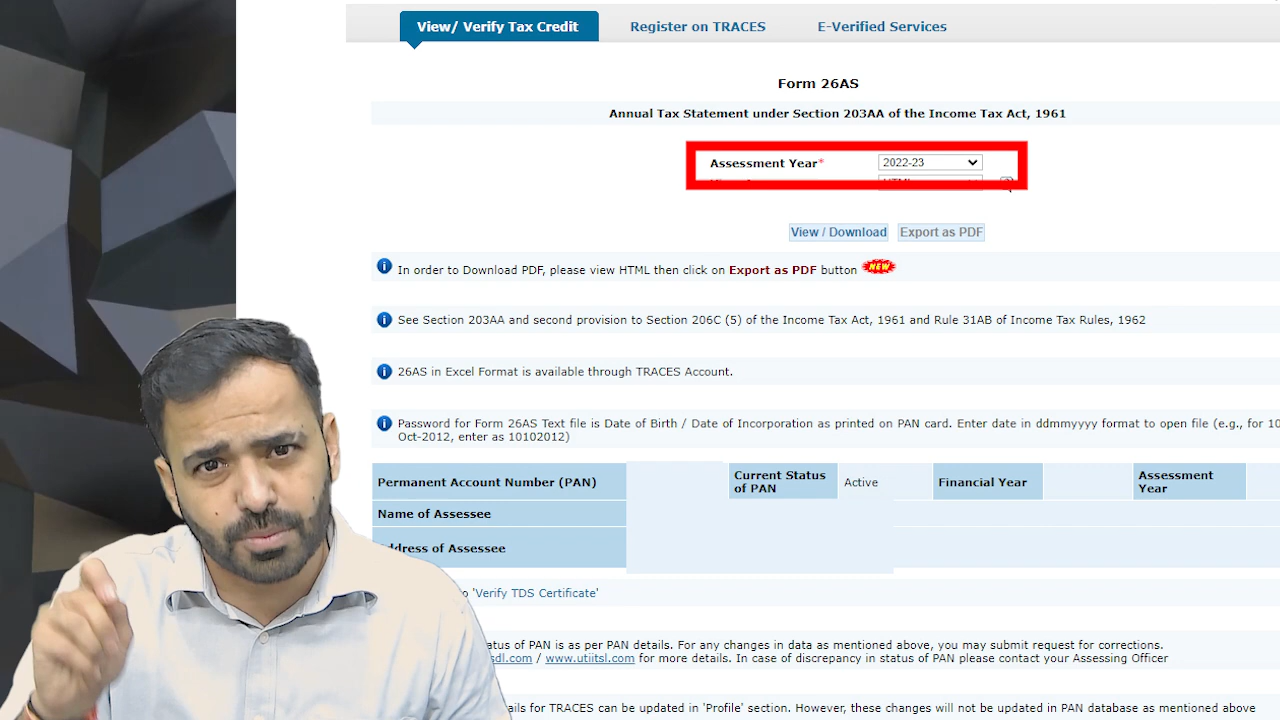 View/ Verify Tax Credit
Register on TRACES
E-Verified Services
Form 26AS
Annual Tax Statement under Section 203AA of the Income Tax Act, 1961
Assessment Year* 2022-23
View / Download Export as PDF
In order to Download PDF, please view HTML then click on Export as PDF button NEW
See Section 203AA and second provision to Section 206C (5) of the Income Tax Act, 1961 and Rule 31AB of Income Tax Rules, 1962
26AS in Excel Format is available through TRACES Account.
Password for Form 26AS Text file is Date of Birth / Date of Incorporation as printed on PAN card. Enter date in ddmmyyyy format to open file (e.g., for 10
Oct-2012, enter as 10102012)
Permanent Account Number (PAN)
Current Status
of PAN
Active
Financial Year
Assessment
Year
Name of Assessee
ddress of Assessee
'Verify TDS Certificate'
atus of PAN is as per PAN details. For any changes in data as mentioned above, you may submit request for corrections.
sdl.com / www.utiitsl.com for more details. In case of discrepancy in status of PAN please contact your Assessing Officer
ails for TRACES can be updated in 'Profile' section. However, these changes will not be updated in PAN database as mentioned above